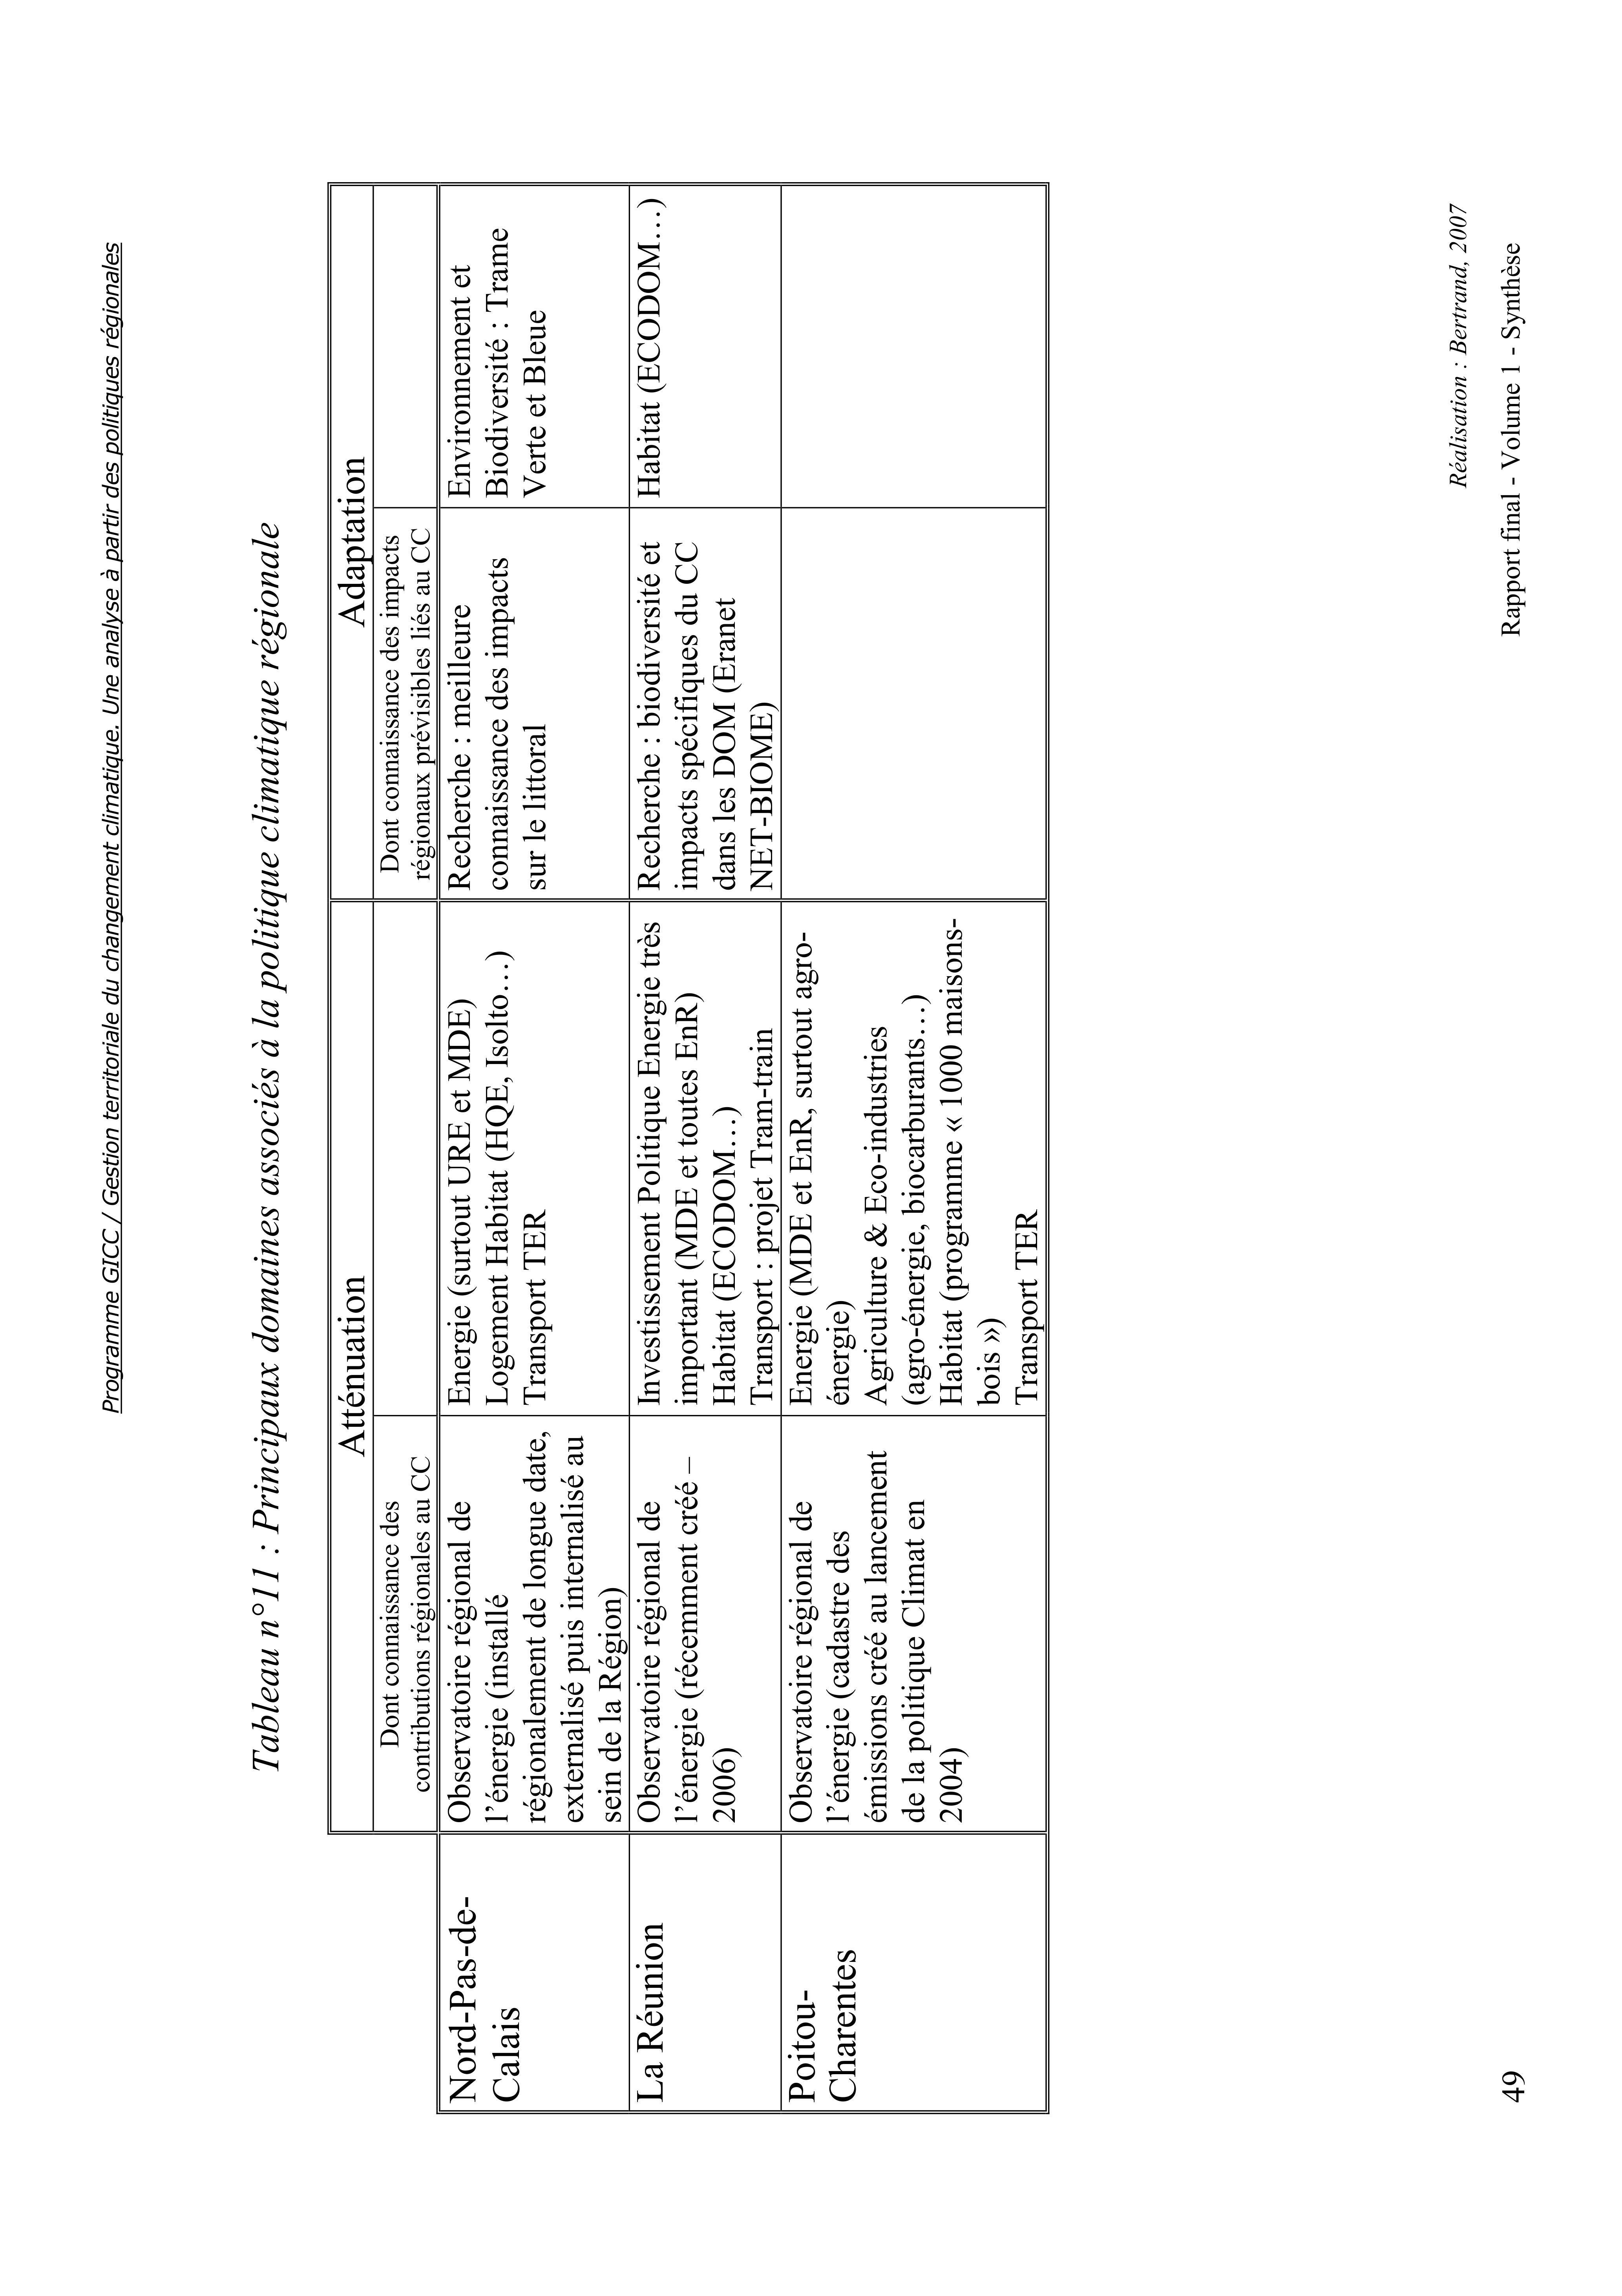 Programme GICC / Gestion territoriale du changement climatique. Une analyse à partir des politiques régionales
Tableau n°11 : Principaux domaines associés à la politique climatique régionale
Atténuation
Adaptation
Dont connaissance des
contributions régionales au CC
Dont connaissance des impacts
régionaux prévisibles liés au CC
Nord-Pas-de-
Calais
Observatoire régional de
l’énergie (installé
régionalement de longue date,
externalisé puis internalisé au
sein de la Région)
Energie (surtout URE et MDE)
Logement Habitat (HQE, Isolto…)
Transport TER
Recherche : meilleure
connaissance des impacts
sur le littoral
Environnement et
Biodiversité : Trame
Verte et Bleue
La Réunion
Observatoire régional de
l’énergie (récemment créé –
2006)
Investissement Politique Energie très
important (MDE et toutes EnR)
Habitat (ECODOM…)
Transport : projet Tram-train
Recherche : biodiversité et
impacts spécifiques du CC
dans les DOM (Eranet
NET-BIOME)
Habitat (ECODOM…)
Poitou-
Charentes
Observatoire régional de
l’énergie (cadastre des
émissions créé au lancement
de la politique Climat en
2004)
Energie (MDE et EnR, surtout agro-
énergie)
Agriculture & Eco-industries
(agro-énergie, biocarburants…)
Habitat (programme « 1000 maisons-
bois »)
Transport TER
Réalisation : Bertrand, 2007
49
Rapport final - Volume 1 - Synthèse